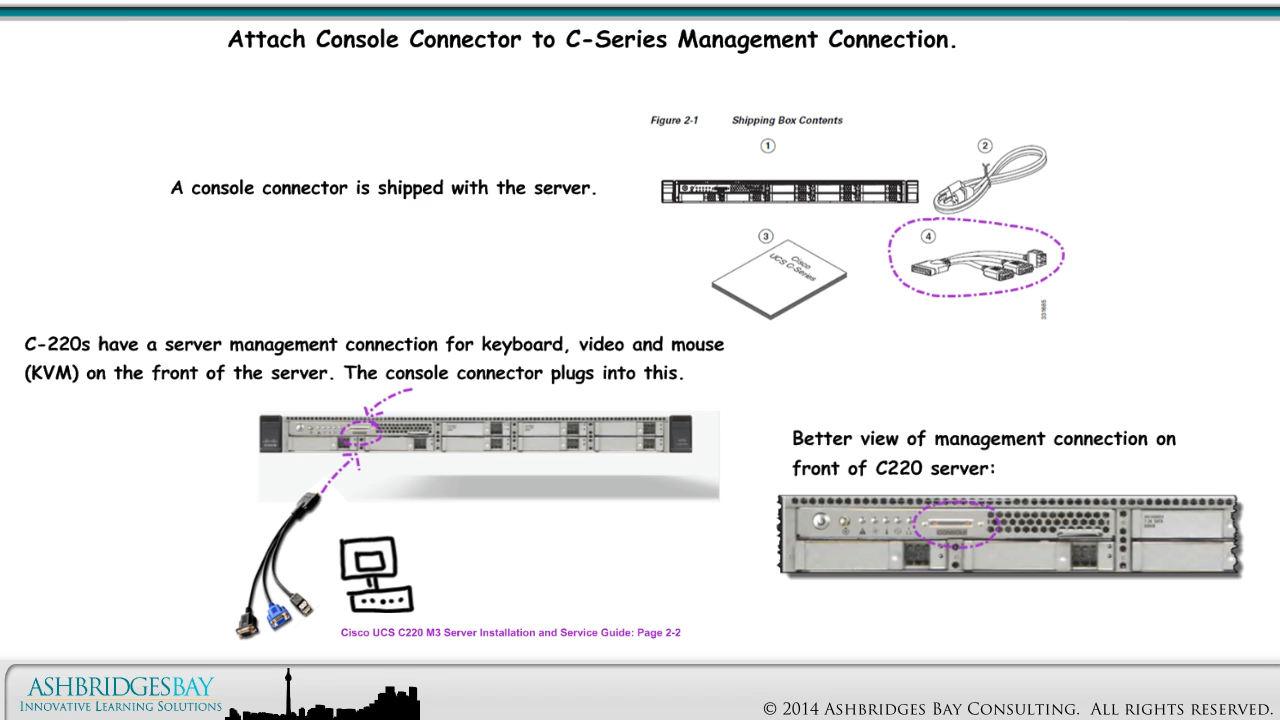 Attach Console Connector to C-Series Management Connection.
Figure 2-1 Shipping Box Contents
1
2
A console connector is shipped with the server.
3
4
Cisco
UCS C-Series
331685
C-220s have a server management connection for keyboard, video and mouse
(KVM) on the front of the server. The console connector plugs into this.
Better view of management connection on
front of C220 server:
CONSOLE
Cisco UCS C220 M3 Server Installation and Service Guide: Page 2-2
ASHBRIDGESBAY
INNOVATIVE LEARNING SOLUTIONS
© 2014 ASHBRIDGES BAY CONSULTING. ALL RIGHTS RESERVED.